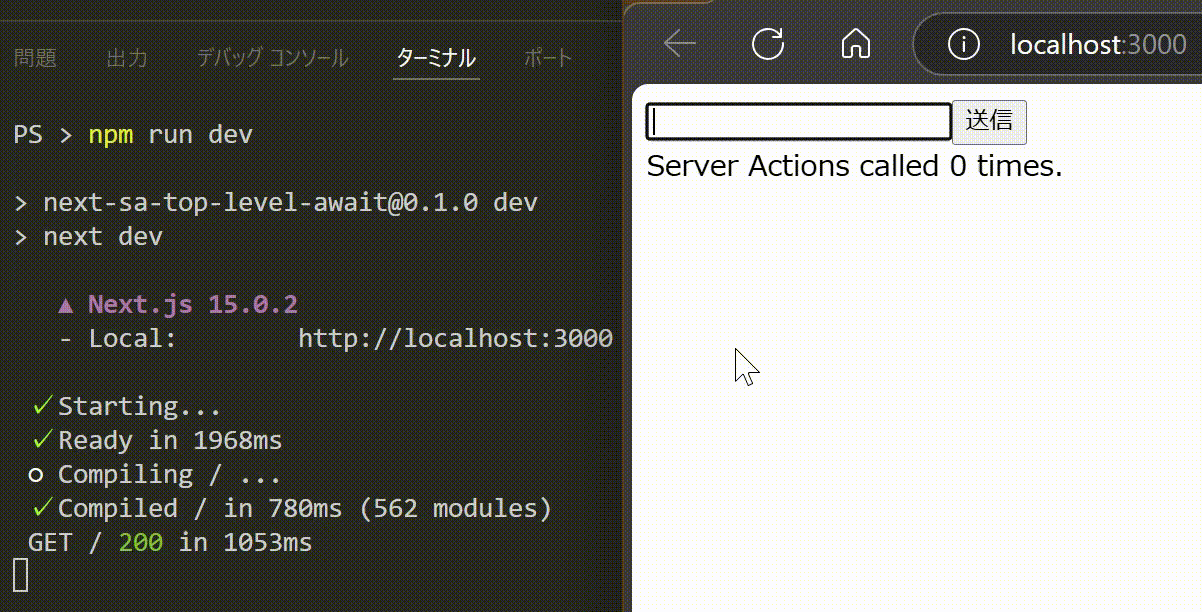 問題 出力 デバッグ コンソール ターミナル ポート
PS > npm run dev
> next-sa-top-level-await@0.1.0 dev
> next dev
▲ Next.js 15.0.2
- Local: http://localhost:3000
✓ Starting...
✓ Ready in 1968ms
○ Compiling / ...
✓ Compiled / in 780ms (562 modules)
GET / 200 in 1053ms
localhost:3000
送信
Server Actions called 0 times.